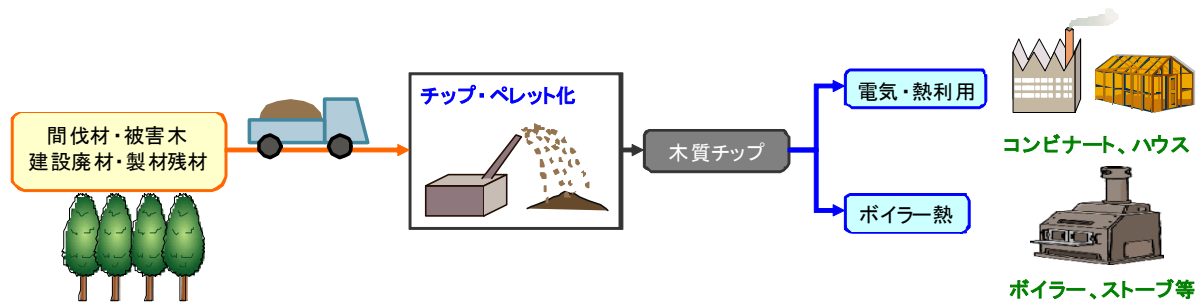 間伐材・被害木
建設廃材・製材残材
チップ・ペレット化
木質チップ
電気・熱利用
コンビナート、ハウス
ボイラー熱
ボイラー、ストーブ等